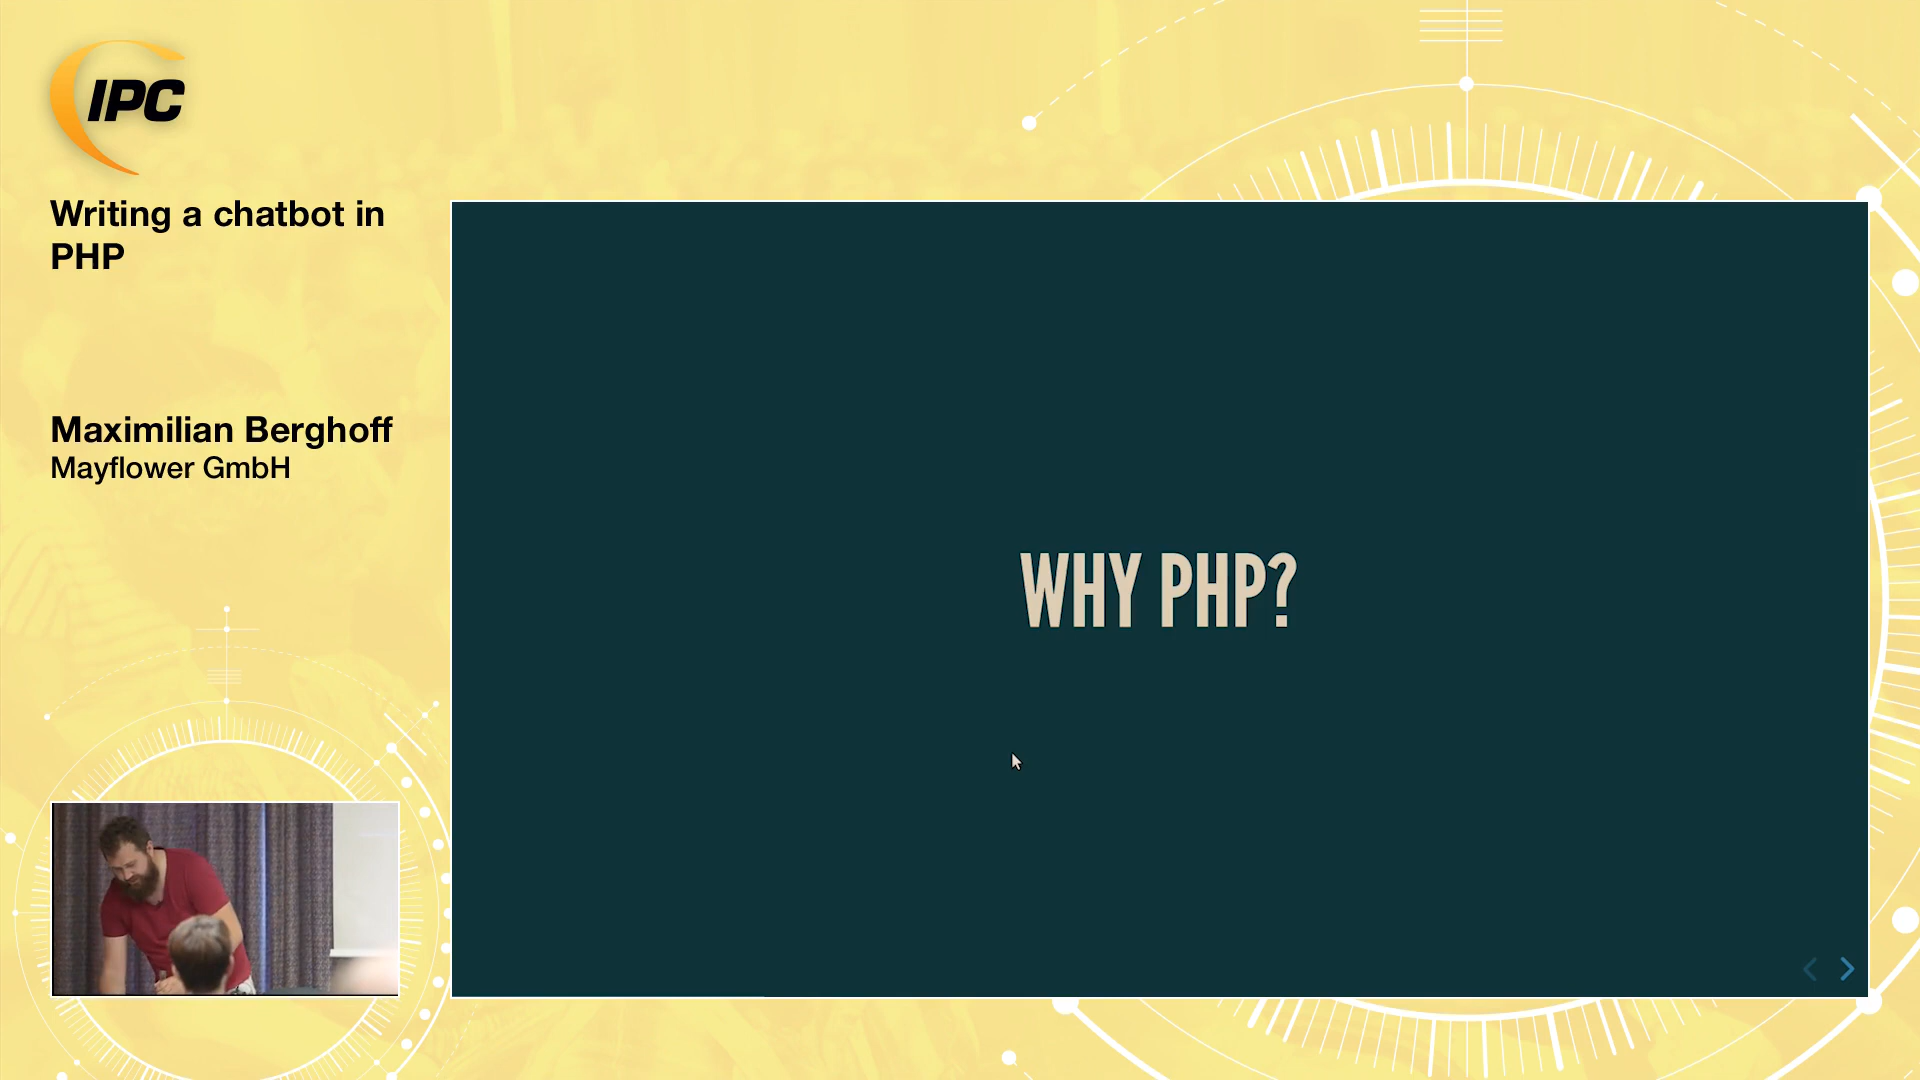 IPC
Writing a chatbot in
PHP
Maximilian Berghoff
Mayflower GmbH
WHY PHP?